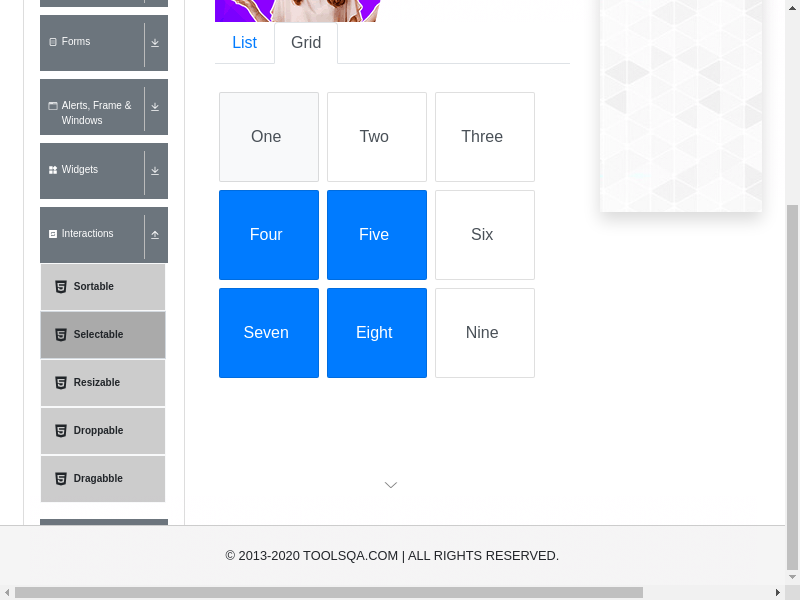 Forms
Alerts, Frame &
Windows
Widgets
Interactions
Sortable
Selectable
Resizable
Droppable
Dragabble
List
Grid
One
Two
Three
Four
Five
Six
Seven
Eight
Nine
© 2013-2020 TOOLSQA.COM | ALL RIGHTS RESERVED.